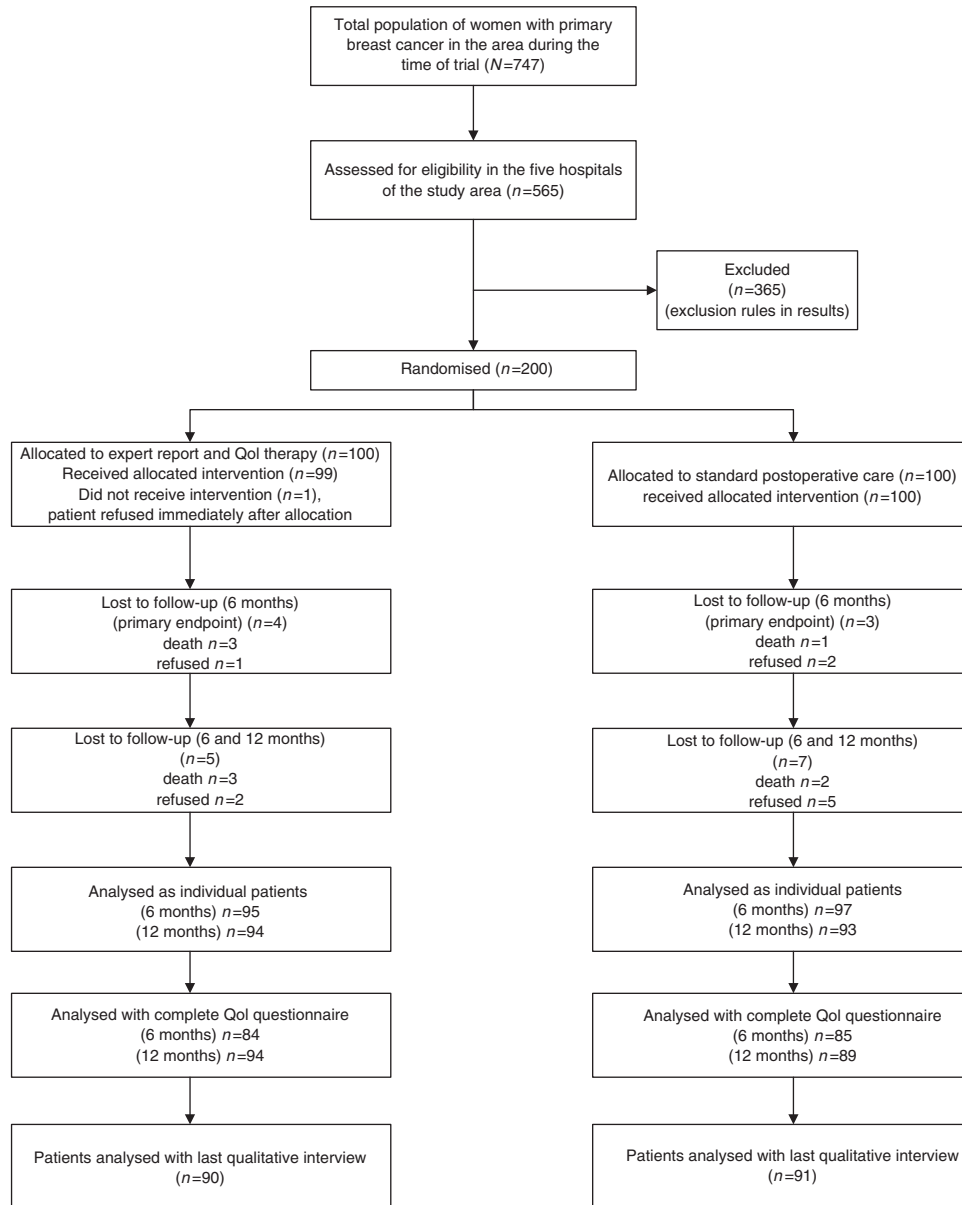 Total population of women with primary
breast cancer in the area during the
time of trial (N=747)
Assessed for eligibility in the five hospitals
of the study area (n=565)
Excluded
(n=365)
(exclusion rules in results)
Randomised (n=200)
Allocated to expert report and Qol therapy (n=100)
Received allocated intervention (n=99)
Did not receive intervention (n=1),
patient refused immediately after allocation
Allocated to standard postoperative care (n=100)
received allocated intervention (n=100)
Lost to follow-up (6 months)
(primary endpoint) (n=4)
death n=3
refused n=1
Lost to follow-up (6 months)
(primary endpoint) (n=3)
death n=1
refused n=2
Lost to follow-up (6 and 12 months)
(n=5)
death n=3
refused n=2
Lost to follow-up (6 and 12 months)
(n=7)
death n=2
refused n=5
Analysed as individual patients
(6 months) n=95
(12 months) n=94
Analysed as individual patients
(6 months) n=97
(12 months) n=93
Analysed with complete Qol questionnaire
(6 months) n=84
(12 months) n=94
Analysed with complete Qol questionnaire
(6 months) n=85
(12 months) n=89
Patients analysed with last qualitative interview
(n=90)
Patients analysed with last qualitative interview
(n=91)